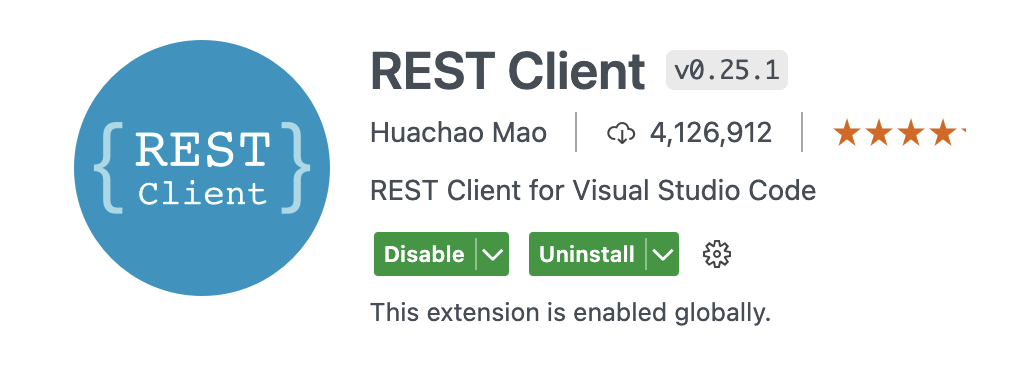 { REST
Client }
REST Client v0.25.1
Huachao Mao | 4,126,912 |
REST Client for Visual Studio Code
Disable Uninstall
This extension is enabled globally.